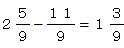 2 5/9 - 1 1/9 = 1 3/9